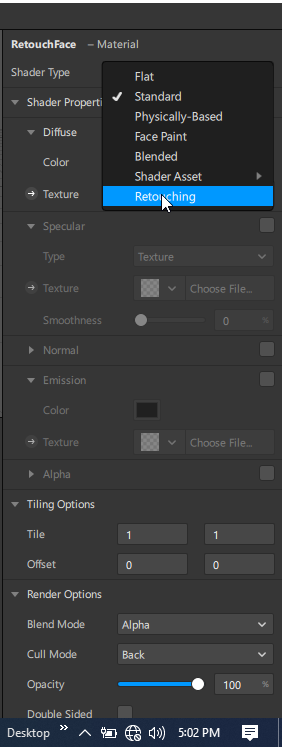 RetouchFace – Material
Shader Type
Flat
Standard
Physically-Based
Face Paint
Blended
Shader Asset
Retouching
Shader Properti
Diffuse
Color
Texture
Specular
Type Texture
Texture Choose File...
Smoothness 0 %
Normal
Emission
Color
Texture Choose File...
Alpha
Tiling Options
Tile 1 1
Offset 0 0
Render Options
Blend Mode Alpha
Cull Mode Back
Opacity 100 %
Double Sided
Desktop » 5:02 PM